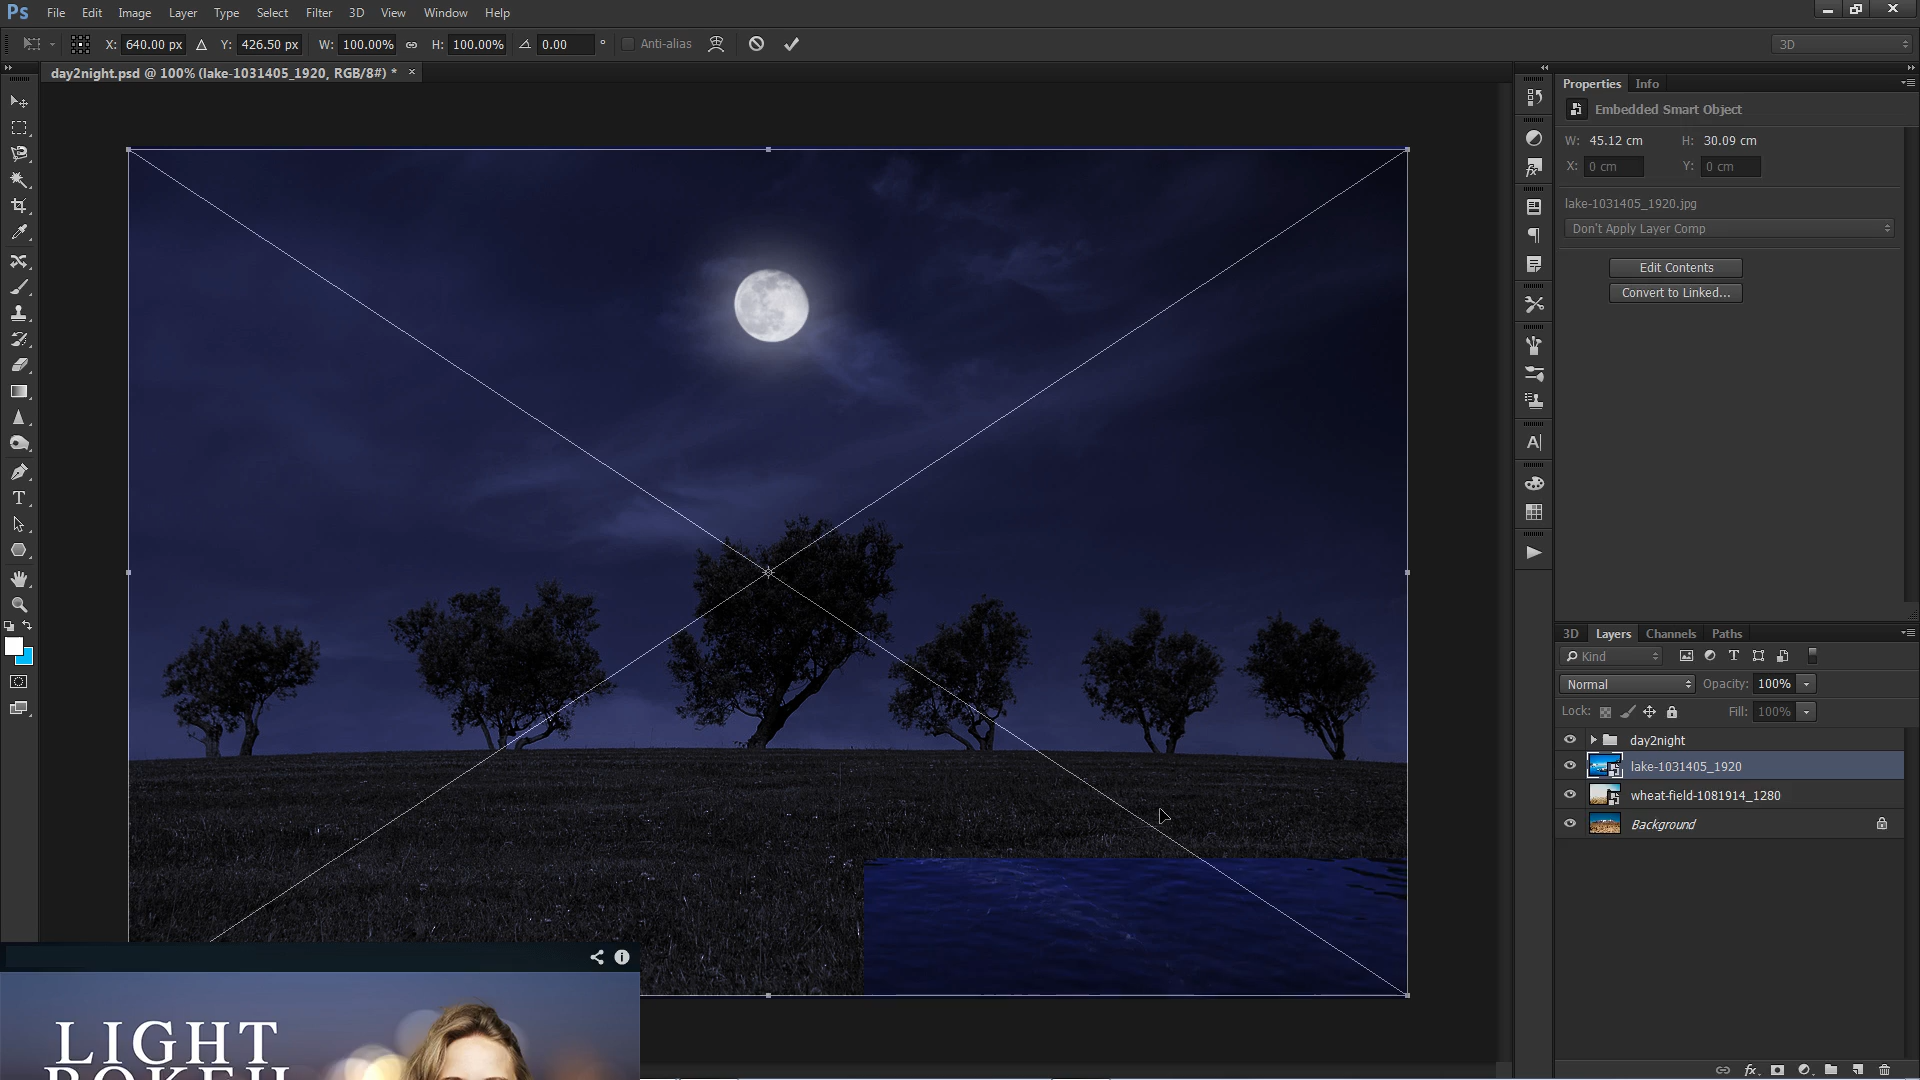 Ps File Edit Image Layer Type Select Filter 3D View Window Help
X: 640.00 px Y: 426.50 px W: 100.00% H: 100.00% 0.00 ° Anti-alias 3D
day2night.psd @ 100% (lake-1031405_1920, RGB/8#) * ×
Properties Info
Embedded Smart Object
W: 45.12 cm H: 30.09 cm
X: 0 cm Y: 0 cm
lake-1031405_1920.jpg
Don't Apply Layer Comp
Edit Contents
Convert to Linked...
3D Layers Channels Paths
Kind
Normal Opacity: 100%
Lock: Fill: 100%
day2night
lake-1031405_1920
wheat-field-1081914_1280
Background
LIGHT
BOKEH